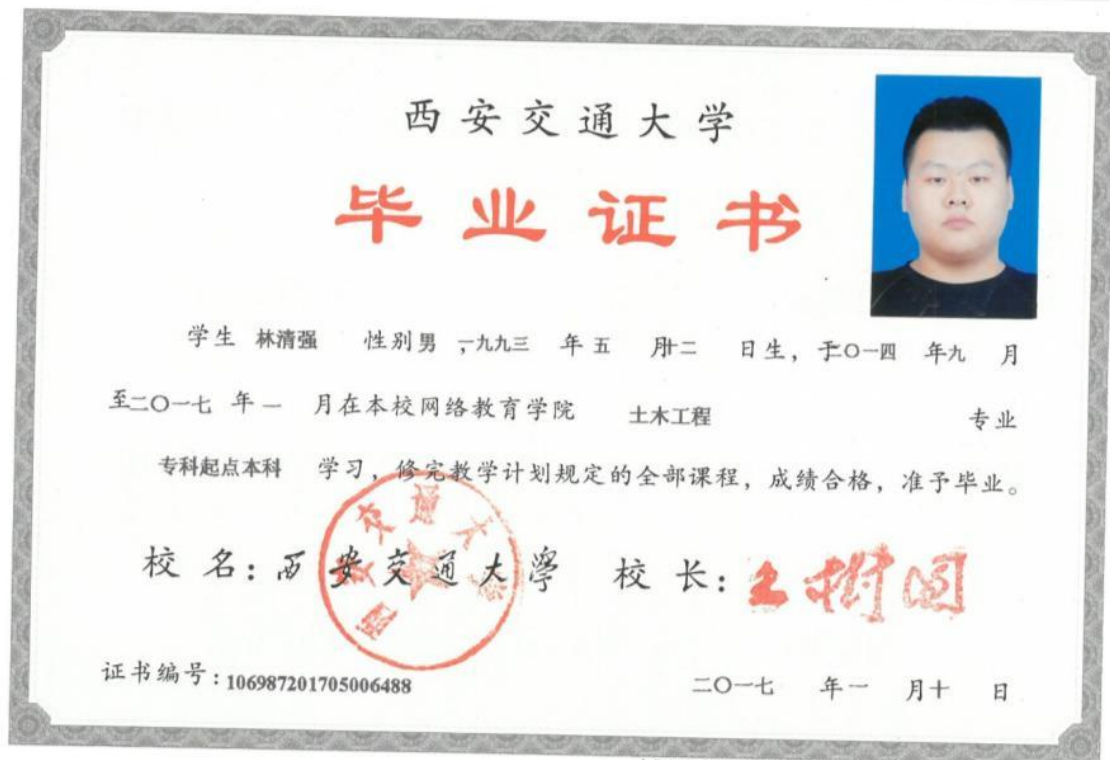 西安交通大学
毕业证书
学生 林清强 性别男，一九九三 年五 月十二 日生，于二〇一四 年九 月
至二〇一七 年一 月在本校网络教育学院 土木工程 专业
专科起点本科 学习，修完教学计划规定的全部课程，成绩合格，准予毕业。
校名：西安交通大學 校长：王树国
西安交通大学
证书编号：106987201705006488 二〇一七 年一 月十 日